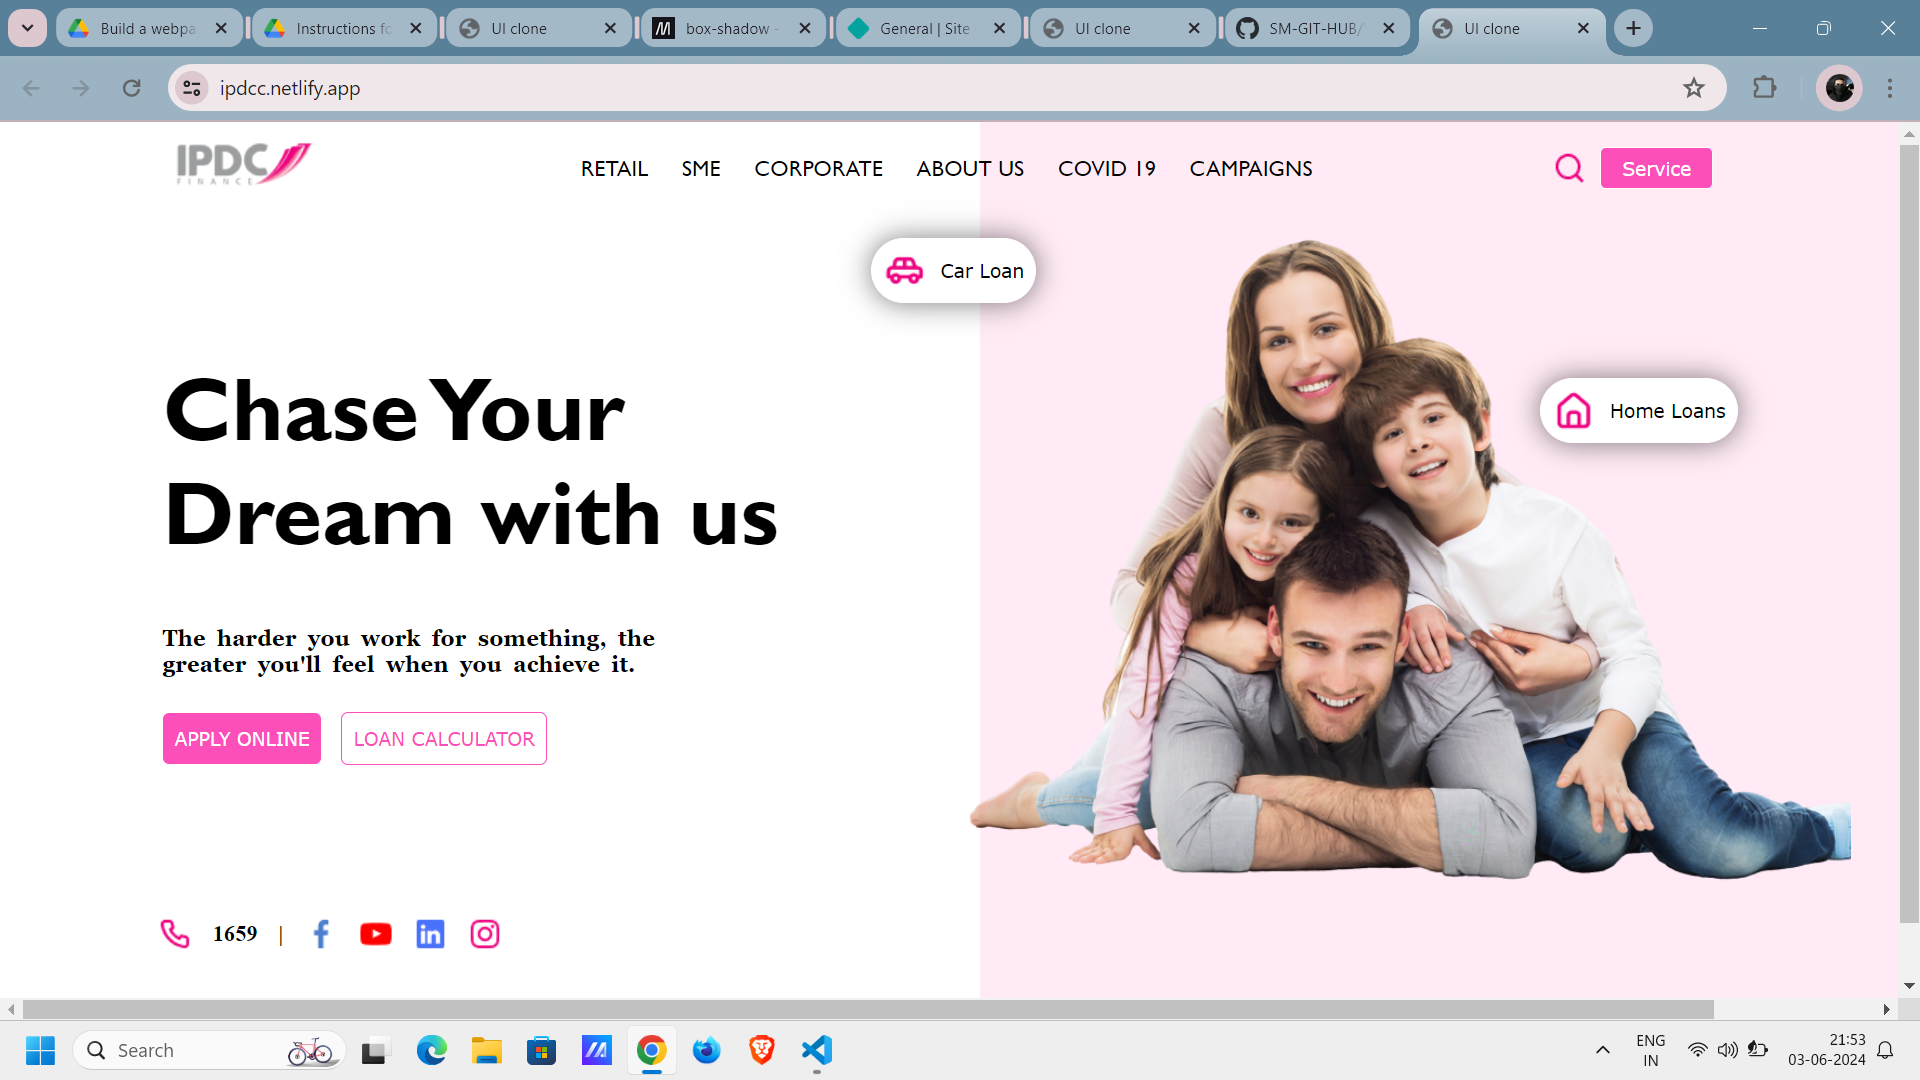 Build a webpa
Instructions fo
UI clone
box-shadow -
General | Site
UI clone
SM-GIT-HUB/
UI clone
ipdcc.netlify.app
IPDC
FINANCE
RETAIL
SME
CORPORATE
ABOUT US
COVID 19
CAMPAIGNS
Service
Car Loan
Home Loans
Chase Your
Dream with us
The harder you work for something, the
greater you'll feel when you achieve it.
APPLY ONLINE
LOAN CALCULATOR
1659 |
Search
ENG
IN
21:53
03-06-2024